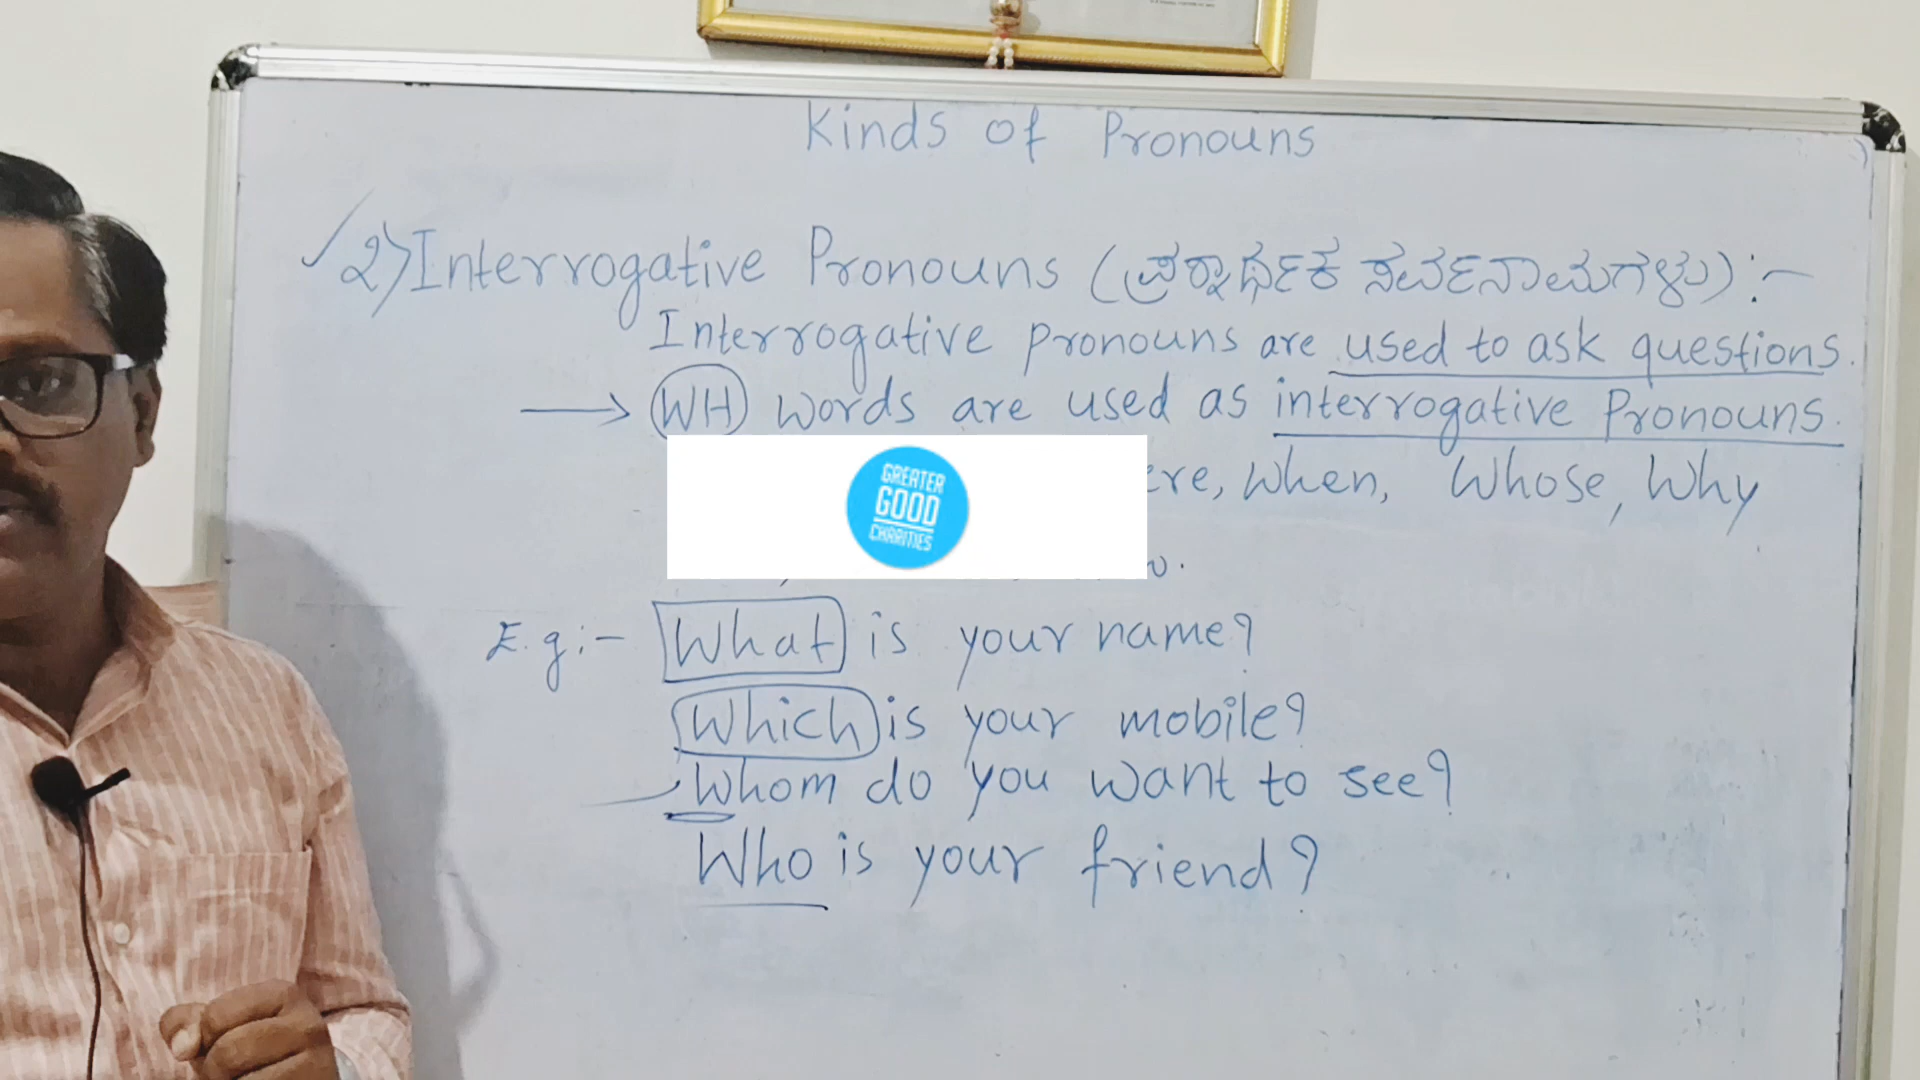 Kinds of Pronouns
2) Interrogative Pronouns (ಪ್ರಶ್ನಾರ್ಥಕ ಸರ್ವನಾಮಗಳು) :-
Interrogative pronouns are used to ask questions.
WH words are used as interrogative Pronouns.
GREATER
GOOD
CHARITIES
When, Whose, Why
E.g:- What is your name?
Which is your mobile?
Whom do you want to see?
Who is your friend?